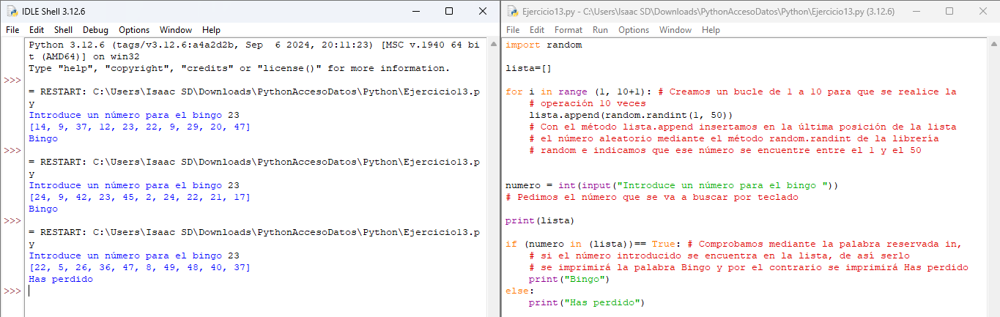 IDLE Shell 3.12.6
File Edit Shell Debug Options Window Help
Python 3.12.6 (tags/v3.12.6:a4a2d2b, Sep  6 2024, 20:11:23) [MSC v.1940 64 bi
t (AMD64)] on win32
Type "help", "copyright", "credits" or "license()" for more information.
>>>
= RESTART: C:\Users\Isaac SD\Downloads\PythonAccesoDatos\Python\Ejercicio13.p
y
Introduce un número para el bingo 23
[14, 9, 37, 12, 23, 22, 9, 29, 20, 47]
Bingo
>>>
= RESTART: C:\Users\Isaac SD\Downloads\PythonAccesoDatos\Python\Ejercicio13.p
y
Introduce un número para el bingo 23
[24, 9, 42, 23, 45, 2, 24, 22, 21, 17]
Bingo
>>>
= RESTART: C:\Users\Isaac SD\Downloads\PythonAccesoDatos\Python\Ejercicio13.p
y
Introduce un número para el bingo 23
[22, 5, 26, 36, 47, 8, 49, 48, 40, 37]
Has perdido
>>>
Ejercicio13.py - C:\Users\Isaac SD\Downloads\PythonAccesoDatos\Python\Ejercicio13.py (3.12.6)
File Edit Format Run Options Window Help
import random
lista=[]
for i in range (1, 10+1): # Creamos un bucle de 1 a 10 para que se realice la
    # operación 10 veces
    lista.append(random.randint(1, 50))
    # Con el método lista.append insertamos en la última posición de la lista
    # el número aleatorio mediante el método random.randint de la librería
    # random e indicamos que ese número se encuentre entre el 1 y el 50
numero = int(input("Introduce un número para el bingo "))
# Pedimos el número que se va a buscar por teclado
print(lista)
if (numero in (lista))== True: # Comprobamos mediante la palabra reservada in,
    # si el número introducido se encuentra en la lista, de así serlo
    # se imprimirá la palabra Bingo y por el contrario se imprimirá Has perdido
    print("Bingo")
else:
    print("Has perdido")